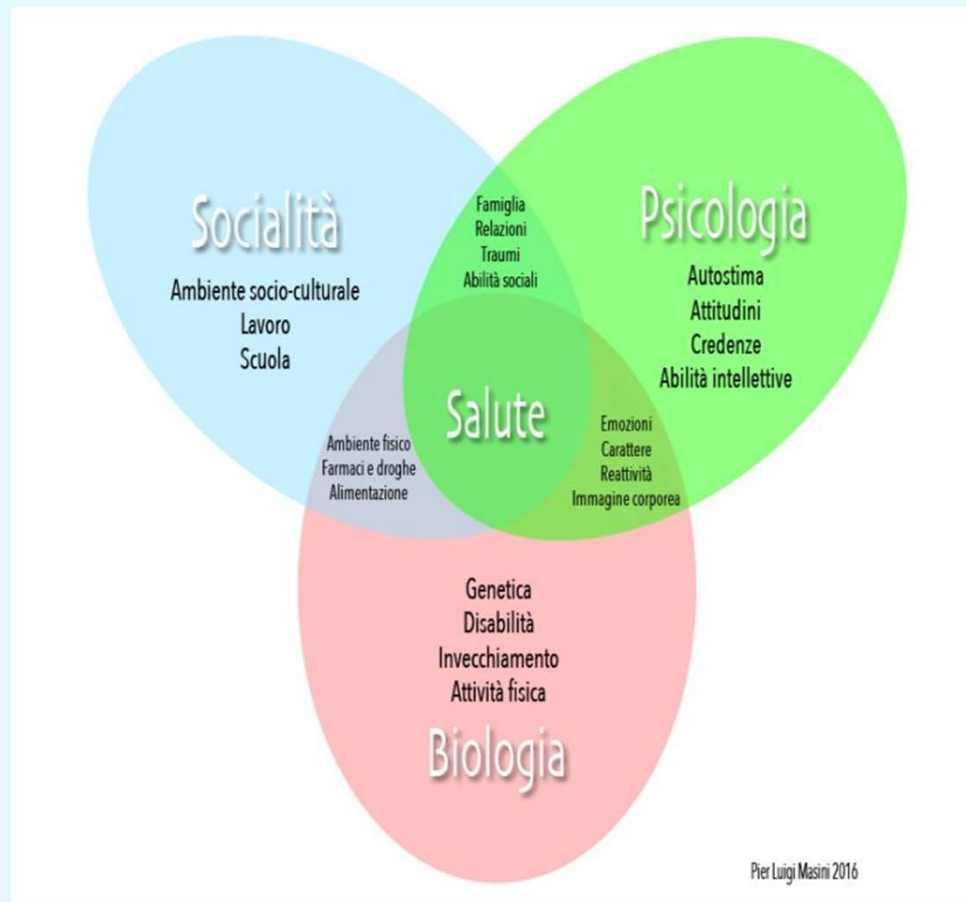 Socialità
Ambiente socio-culturale
Lavoro
Scuola
Famiglia
Relazioni
Traumi
Abilità sociali
Psicologia
Autostima
Attitudini
Credenze
Abilità intellettive
Salute
Ambiente fisico
Farmaci e droghe
Alimentazione
Emozioni
Carattere
Reattività
Immagine corporea
Genetica
Disabilità
Invecchiamento
Attività fisica
Biologia
Pier Luigi Masini 2016